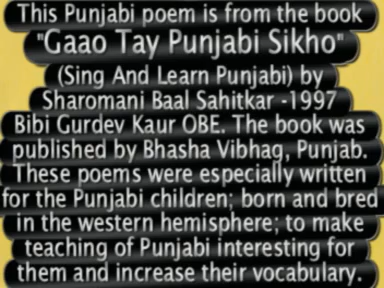 This Punjabi poem is from the book
"Gaao Tay Punjabi Sikho"
(Sing And Learn Punjabi) by
Sharomani Baal Sahitkar -1997
Bibi Gurdev Kaur OBE. The book was
published by Bhasha Vibhag, Punjab.
These poems were especially written
for the Punjabi children; born and bred
in the western hemisphere; to make
teaching of Punjabi interesting for
them and increase their vocabulary.